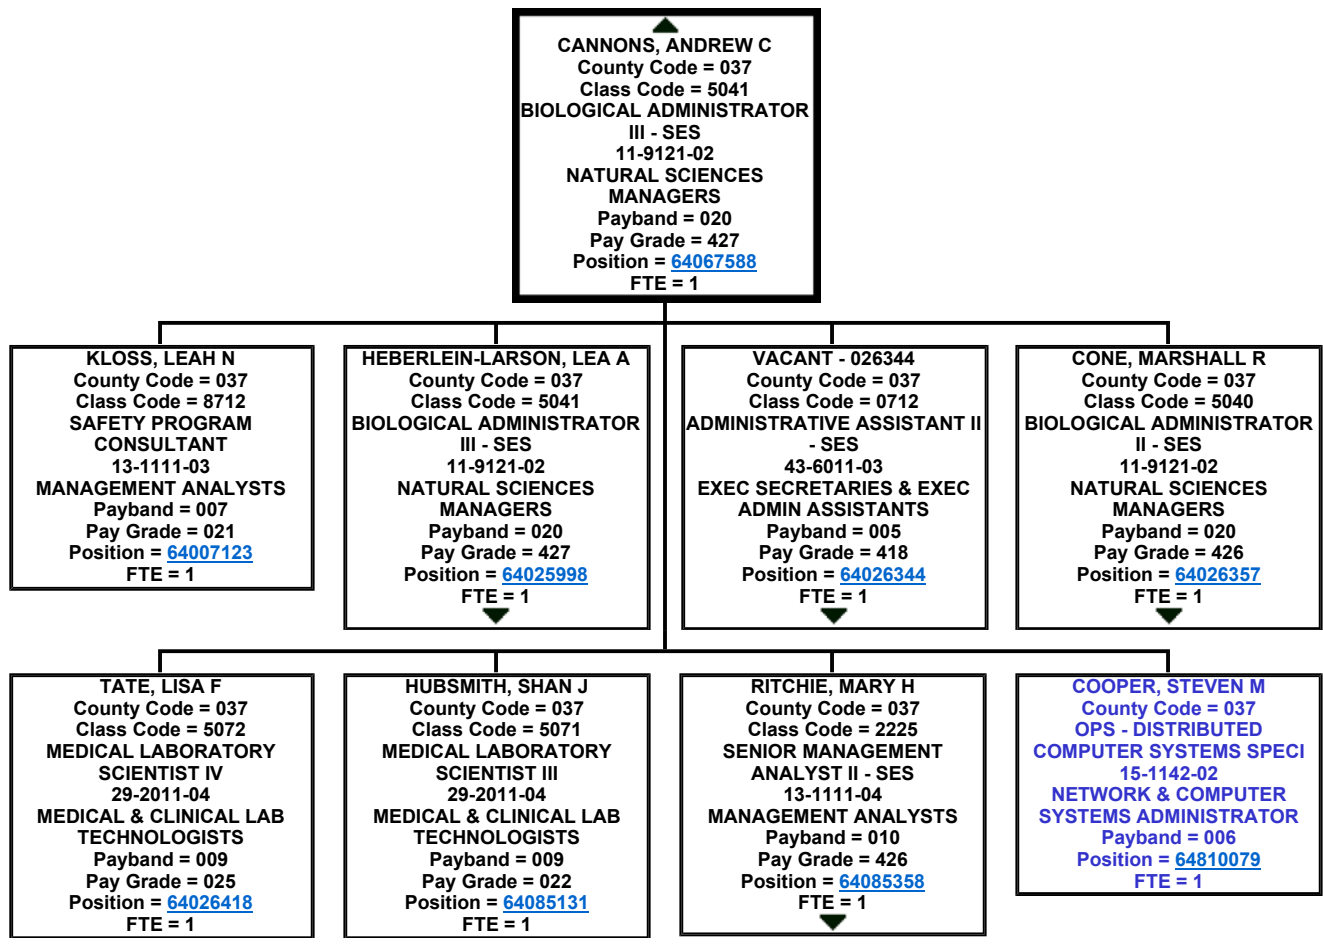 CANNONS, ANDREW C
County Code = 037
Class Code = 5041
BIOLOGICAL ADMINISTRATOR
III - SES
11-9121-02
NATURAL SCIENCES
MANAGERS
Payband = 020
Pay Grade = 427
Position = 64067588
FTE = 1
KLOSS, LEAH N
County Code = 037
Class Code = 8712
SAFETY PROGRAM
CONSULTANT
13-1111-03
MANAGEMENT ANALYSTS
Payband = 007
Pay Grade = 021
Position = 64007123
FTE = 1
HEBERLEIN-LARSON, LEA A
County Code = 037
Class Code = 5041
BIOLOGICAL ADMINISTRATOR
III - SES
11-9121-02
NATURAL SCIENCES
MANAGERS
Payband = 020
Pay Grade = 427
Position = 64025998
FTE = 1
VACANT - 026344
County Code = 037
Class Code = 0712
ADMINISTRATIVE ASSISTANT II
- SES
43-6011-03
EXEC SECRETARIES & EXEC
ADMIN ASSISTANTS
Payband = 005
Pay Grade = 418
Position = 64026344
FTE = 1
CONE, MARSHALL R
County Code = 037
Class Code = 5040
BIOLOGICAL ADMINISTRATOR
II - SES
11-9121-02
NATURAL SCIENCES
MANAGERS
Payband = 020
Pay Grade = 426
Position = 64026357
FTE = 1
TATE, LISA F
County Code = 037
Class Code = 5072
MEDICAL LABORATORY
SCIENTIST IV
29-2011-04
MEDICAL & CLINICAL LAB
TECHNOLOGISTS
Payband = 009
Pay Grade = 025
Position = 64026418
FTE = 1
HUBSMITH, SHAN J
County Code = 037
Class Code = 5071
MEDICAL LABORATORY
SCIENTIST III
29-2011-04
MEDICAL & CLINICAL LAB
TECHNOLOGISTS
Payband = 009
Pay Grade = 022
Position = 64085131
FTE = 1
RITCHIE, MARY H
County Code = 037
Class Code = 2225
SENIOR MANAGEMENT
ANALYST II - SES
13-1111-04
MANAGEMENT ANALYSTS
Payband = 010
Pay Grade = 426
Position = 64085358
FTE = 1
COOPER, STEVEN M
County Code = 037
OPS - DISTRIBUTED
COMPUTER SYSTEMS SPECI
15-1142-02
NETWORK & COMPUTER
SYSTEMS ADMINISTRATOR
Payband = 006
Position = 64810079
FTE = 1